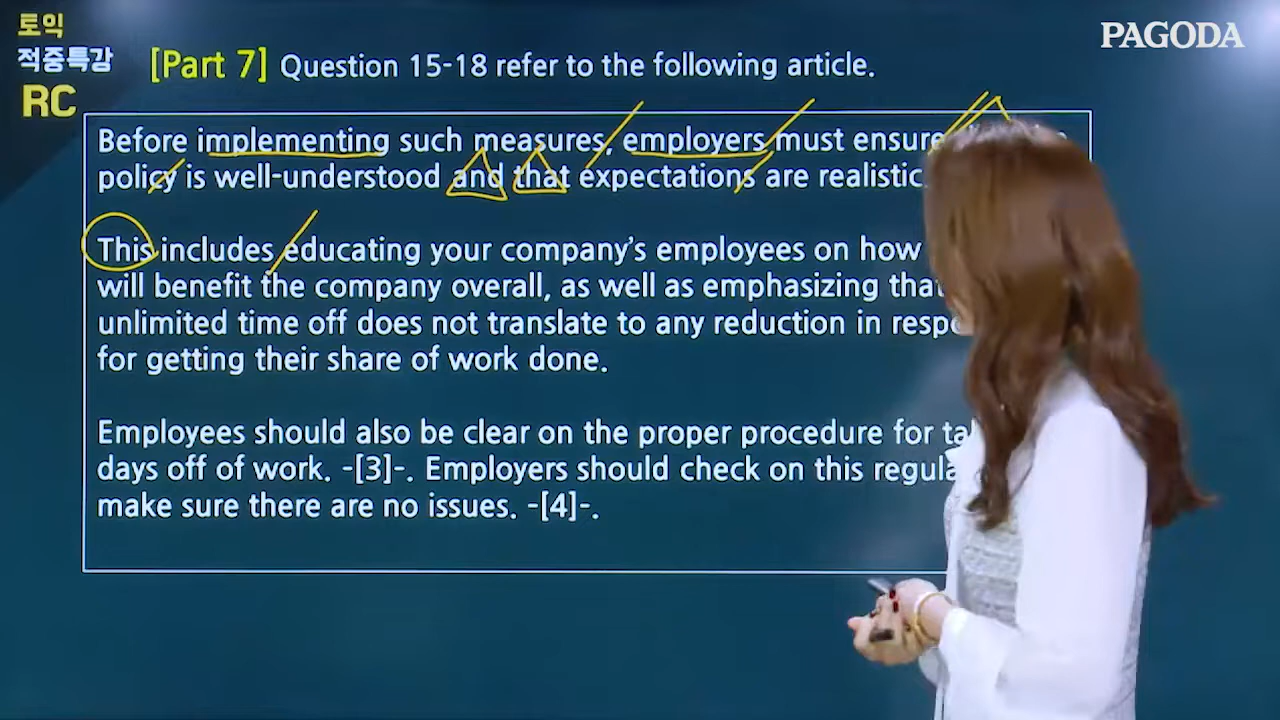 토익
적중특강
RC
[Part 7] Question 15-18 refer to the following article.
PAGODA
Before implementing such measures, employers must ensure
policy is well-understood and that expectations are realistic.
This includes educating your company's employees on how
will benefit the company overall, as well as emphasizing that
unlimited time off does not translate to any reduction in
for getting their share of work done.
Employees should also be clear on the proper procedure for
days off of work. -[3]-. Employers should check on this
make sure there are no issues. -[4]-.